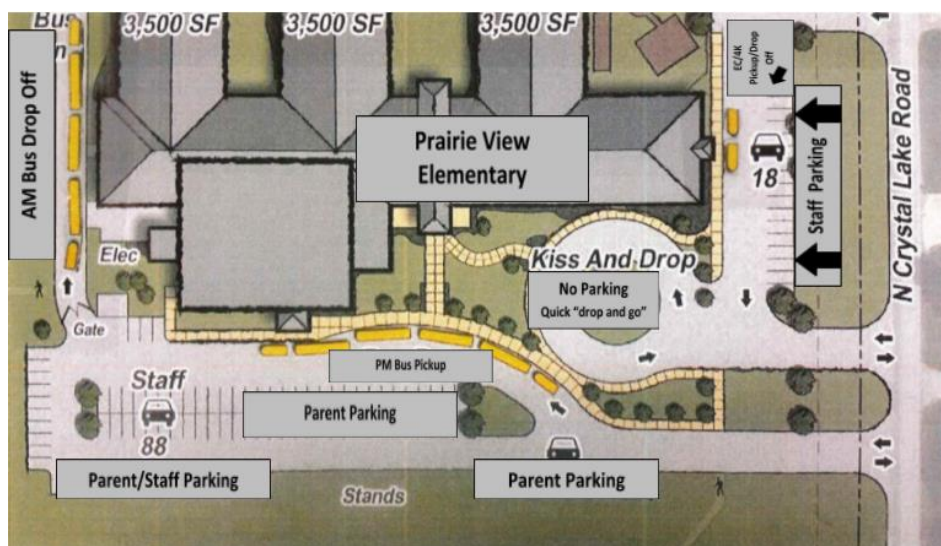 Bus
3,500 SF
3,500 SF
3,500 SF
AM Bus Drop Off
EC/4K
Pickup/Drop
Off
Prairie View
Elementary
18
Staff Parking
N Crystal Lake Road
Elec
Kiss And Drop
No Parking
Quick "drop and go"
Gate
PM Bus Pickup
Staff
Parent Parking
88
Parent/Staff Parking
Parent Parking
Stands